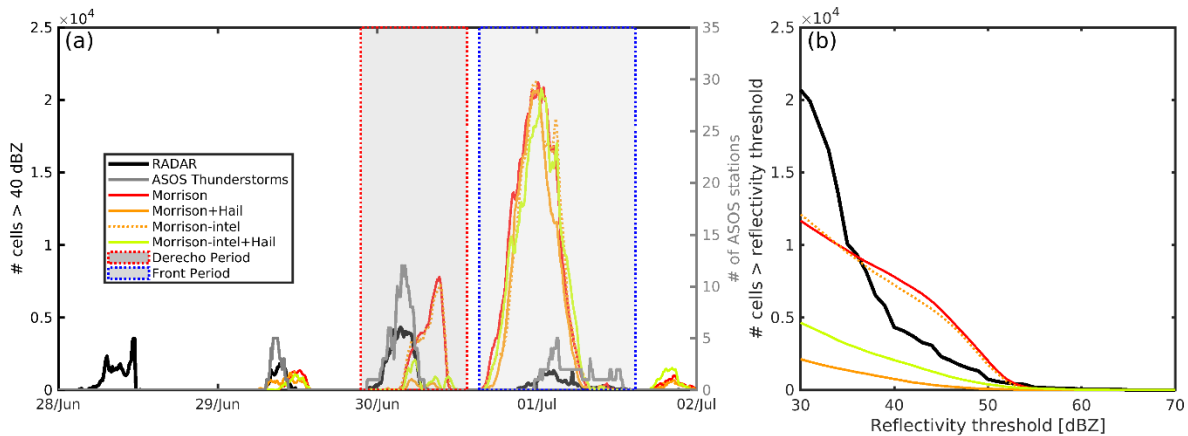 ×10⁴
(a)
2.5
2
1.5
1
0.5
0
# cells > 40 dBZ
35
30
25
20
15
10
5
0
# of ASOS stations
RADAR
ASOS Thunderstorms
Morrison
Morrison+Hail
Morrison-intel
Morrison-intel+Hail
Derecho Period
Front Period
28/Jun 29/Jun 30/Jun 01/Jul 02/Jul
×10⁴
(b)
2.5
2
1.5
1
0.5
0
# cells > reflectivity threshold
30 40 50 60 70
Reflectivity threshold [dBZ]